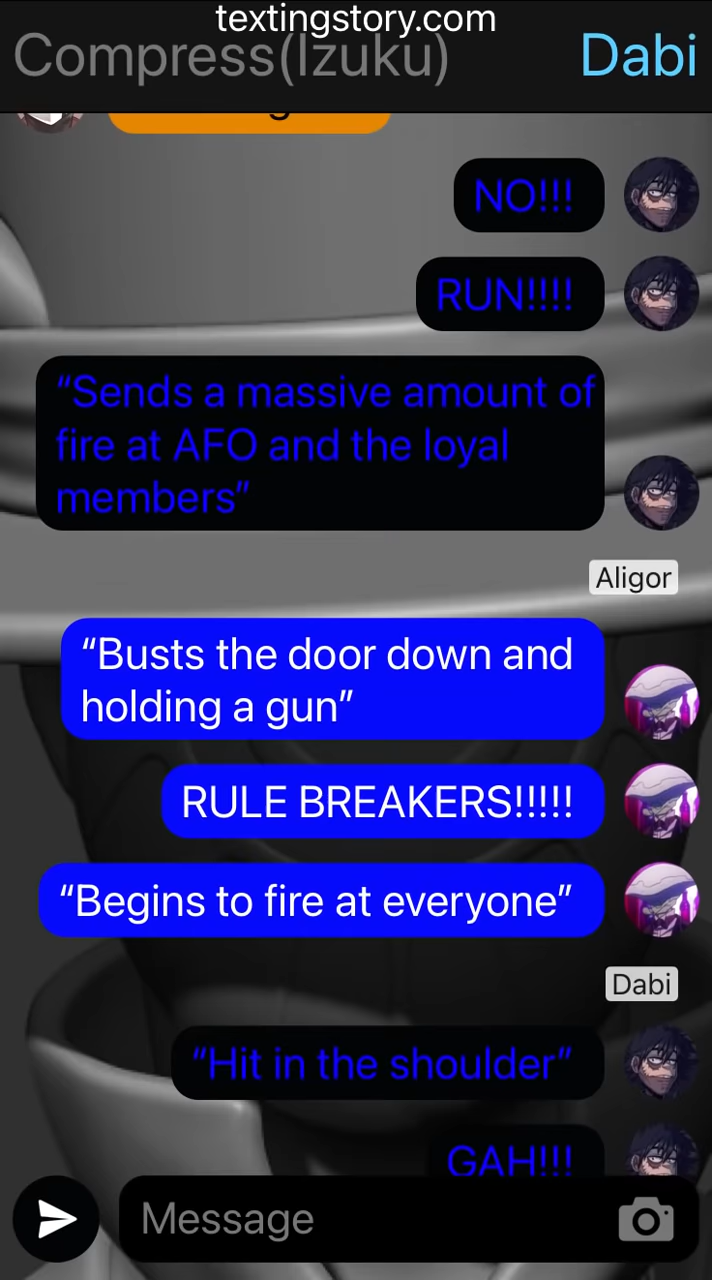 textingstory.com
Compress(Izuku)
Dabi
NO!!!
RUN!!!!
“Sends a massive amount of
fire at AFO and the loyal
members”
Aligor
“Busts the door down and
holding a gun”
RULE BREAKERS!!!!!
“Begins to fire at everyone”
Dabi
“Hit in the shoulder”
GAH!!!
Message